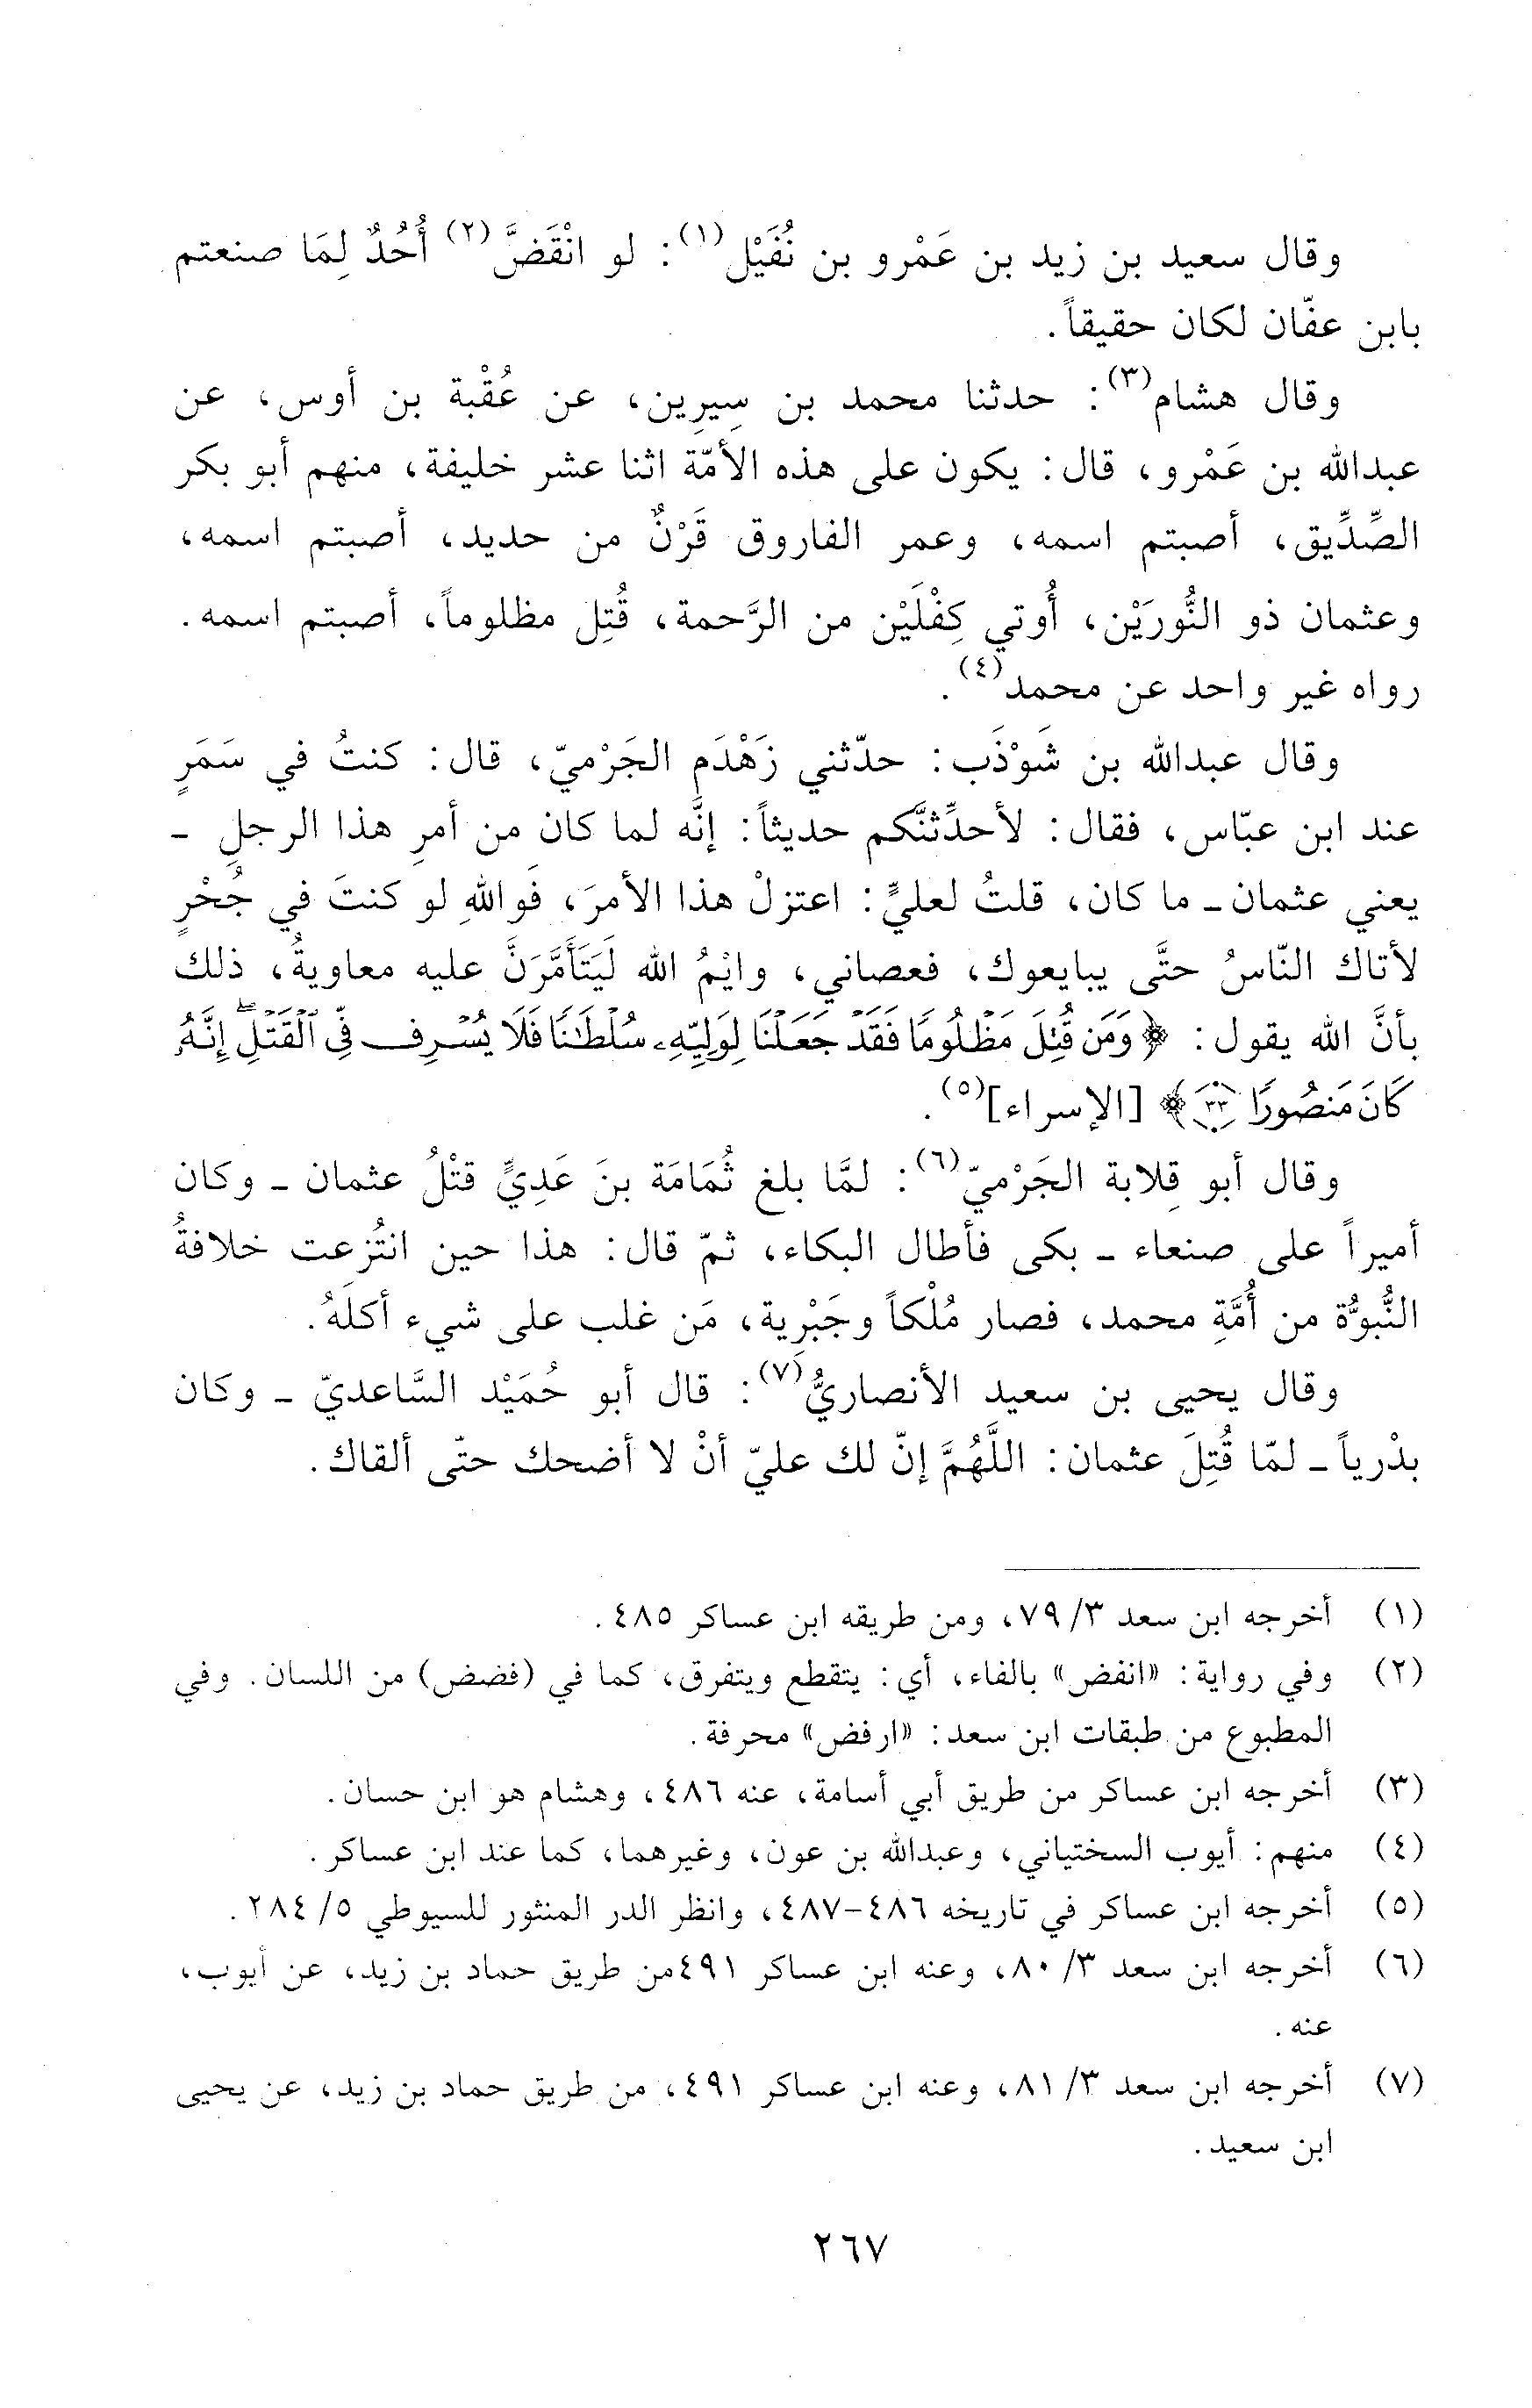 وقال سعيد بن زيد بن عَمْرو بن نُفَيْل(١): لو انْقَضَّ(٢) أُحُدٌ لِمَا صنعتم
بابن عفّان لكان حقيقاً.
وقال هشام(٣): حدثنا محمد بن سِيرِين، عن عُقْبة بن أوس، عن
عبدالله بن عَمْرو، قال: يكون على هذه الأمّة اثنا عشر خليفة، منهم أبو بكر
الصِّدِّيق، أصبتم اسمه، وعمر الفاروق قَرْنٌ من حديد، أصبتم اسمه،
وعثمان ذو النُّورَيْن، أُوتي كِفْلَيْن من الرَّحمة، قُتِل مظلوماً، أصبتم اسمه.
رواه غير واحد عن محمد(٤).
وقال عبدالله بن شَوْذَب: حدّثني زَهْدَم الجَرْميّ، قال: كنتُ في سَمَرٍ
عند ابن عبّاس، فقال: لأحدِّثنَّكم حديثاً: إنَّه لما كان من أمرِ هذا الرجلِ -
يعني عثمان - ما كان، قلتُ لعليٍّ: اعتزلْ هذا الأمرَ، فَواللهِ لو كنتَ في جُحْرٍ
لأتاك النّاسُ حتَّى يبايعوك، فعصاني، وايْمُ الله لَيَتَأَمَّرَنَّ عليه معاويةُ، ذلك
بأنَّ الله يقول: ﴿وَمَن قُتِلَ مَظْلُومًا فَقَدْ جَعَلْنَا لِوَلِيِّهِۦ سُلْطَٰنًا فَلَا يُسْرِف فِّى ٱلْقَتْلِۖ إِنَّهُۥ
كَانَ مَنصُورًا ٣٣﴾ [الإسراء](٥).
وقال أبو قِلابة الجَرْميّ(٦): لمَّا بلغ ثُمَامَة بنَ عَدِيٍّ قتْلُ عثمان - وكان
أميراً على صنعاء - بكى فأطال البكاء، ثمّ قال: هذا حين انتُزِعت خلافةُ
النُّبوُّة من أُمَّةِ محمد، فصار مُلْكاً وجَبْرِية، مَن غلب على شيء أكلَهُ.
وقال يحيى بن سعيد الأنصاريُّ(٧): قال أبو حُمَيْد السَّاعديّ - وكان
بدْرياً - لمّا قُتِلَ عثمان: اللَّهُمَّ إنّ لك عليّ أنْ لا أضحك حتّى ألقاك.
(١) أخرجه ابن سعد ٣/ ٧٩، ومن طريقه ابن عساكر ٤٨٥.
(٢) وفي رواية: «انفض» بالفاء، أي: يتقطع ويتفرق، كما في (فضض) من اللسان. وفي
المطبوع من طبقات ابن سعد: «ارفض» محرفة.
(٣) أخرجه ابن عساكر من طريق أبي أسامة، عنه ٤٨٦، وهشام هو ابن حسان.
(٤) منهم: أيوب السختياني، وعبدالله بن عون، وغيرهما، كما عند ابن عساكر.
(٥) أخرجه ابن عساكر في تاريخه ٤٨٦-٤٨٧، وانظر الدر المنثور للسيوطي ٥/ ٢٨٤.
(٦) أخرجه ابن سعد ٣/ ٨٠، وعنه ابن عساكر ٤٩١من طريق حماد بن زيد، عن أيوب،
عنه.
(٧) أخرجه ابن سعد ٣/ ٨١، وعنه ابن عساكر ٤٩١، من طريق حماد بن زيد، عن يحيى
ابن سعيد.
٢٦٧